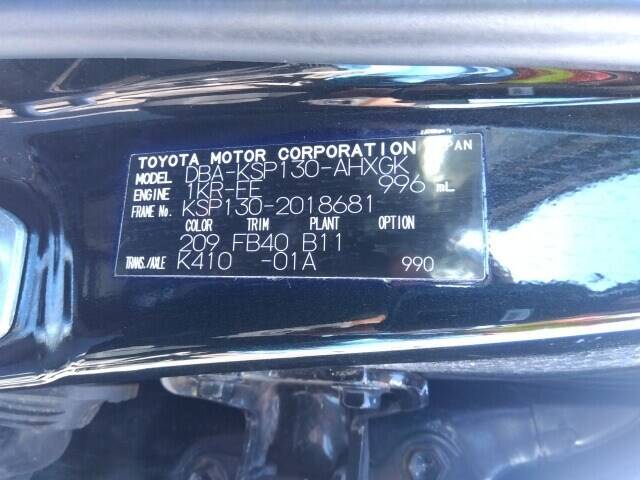 TOYOTA MOTOR CORPORATION JAPAN
MODEL DBA-KSP130-AHXGK
ENGINE 1KR-FE 996 mL
FRAME No. KSP130-2018681
COLOR TRIM PLANT OPTION
209 FB40 B11
TRANS./AXLE K410 -01A 990